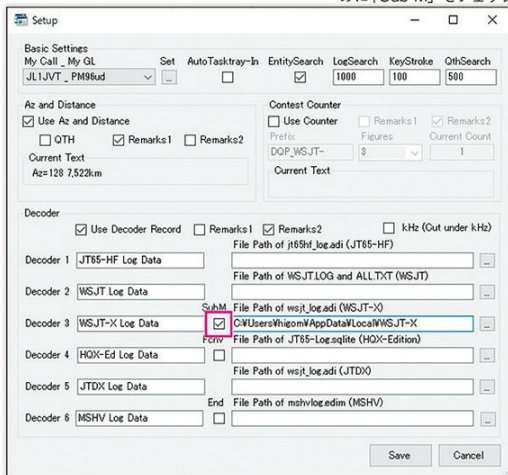 Setup
Basic Settings
My Call _ My GL Set AutoTasktray-In EntitySearch LogSearch KeyStroke QthSearch
JL1JVT _ PM96ud ... 1000 100 500
Az and Distance Contest Counter
Use Az and Distance Use Counter Remarks1 Remarks2
QTH Remarks1 Remarks2 Prefix Figures Current Count
Current Text DQP_WSJT- 3 1
Az=128 7,522km Current Text
Decoder
Use Decoder Record Remarks1 Remarks2 kHz (Cut under kHz)
File Path of jt65hf_log.adi (JT65-HF)
Decoder 1 JT65-HF Log Data ...
File Path of WSJT.LOG and ALL.TXT (WSJT)
Decoder 2 WSJT Log Data ...
SubM File Path of wsjt_log.adi (WSJT-X)
Decoder 3 WSJT-X Log Data C:¥Users¥higom¥AppData¥Local¥WSJT-X ...
Fcnv File Path of JT65-Log.sqlite (HQX-Edition)
Decoder 4 HQX-Ed Log Data ...
File Path of wsjt_log.adi (JTDX)
Decoder 5 JTDX Log Data ...
End File Path of mshvlog.edim (MSHV)
Decoder 6 MSHV Log Data ...
Save Cancel